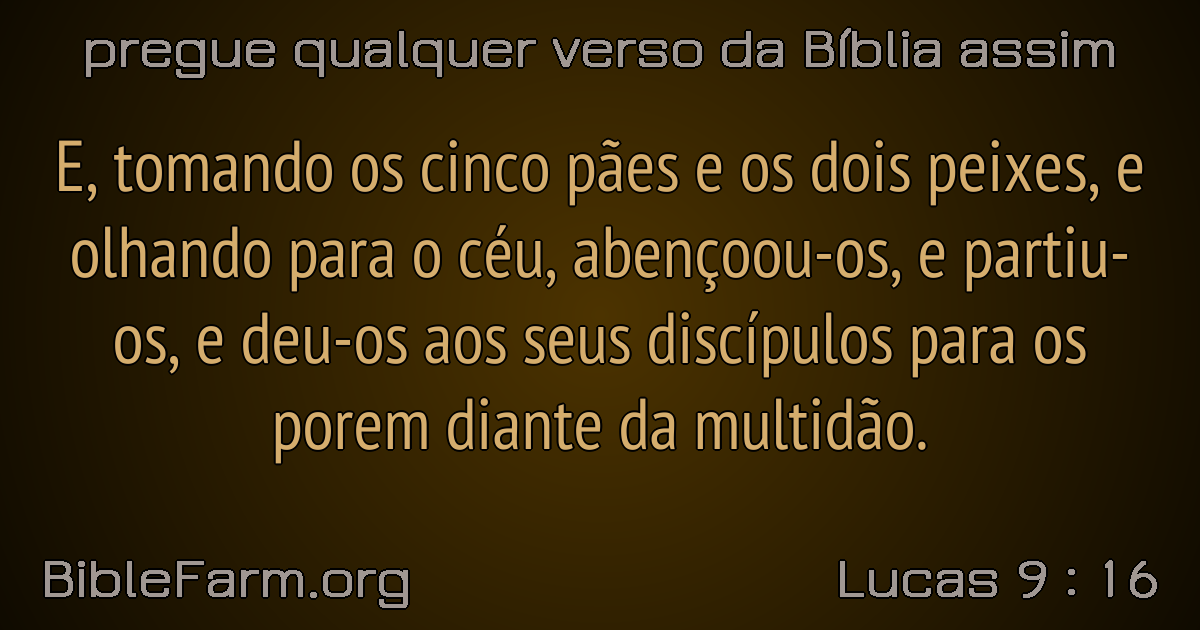 pregue qualquer verso da Bíblia assim
E, tomando os cinco pães e os dois peixes, e
olhando para o céu, abençoou-os, e partiu-
os, e deu-os aos seus discípulos para os
porem diante da multidão.
BibleFarm.org
Lucas 9 : 16